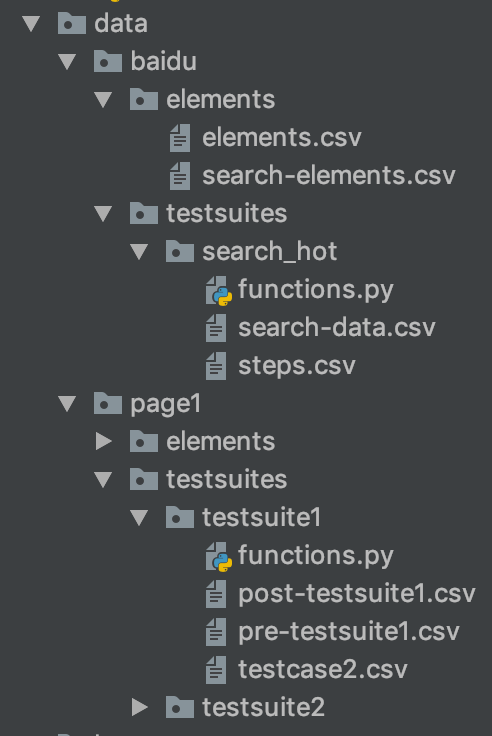 data
baidu
elements
elements.csv
search-elements.csv
testsuites
search_hot
functions.py
search-data.csv
steps.csv
page1
elements
testsuites
testsuite1
functions.py
post-testsuite1.csv
pre-testsuite1.csv
testcase2.csv
testsuite2